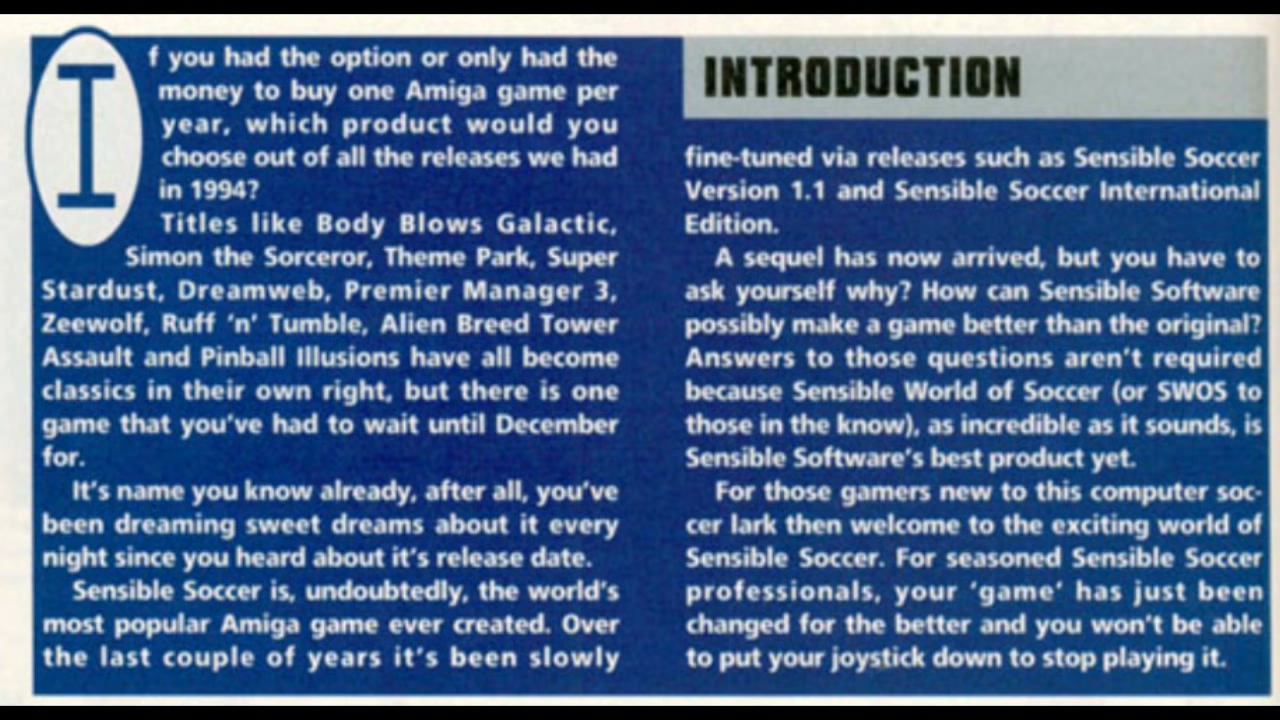 If you had the option or only had the
money to buy one Amiga game per
year, which product would you
choose out of all the releases we had
in 1994?
Titles like Body Blows Galactic,
Simon the Sorceror, Theme Park, Super
Stardust, Dreamweb, Premier Manager 3,
Zeewolf, Ruff 'n' Tumble, Alien Breed Tower
Assault and Pinball Illusions have all become
classics in their own right, but there is one
game that you've had to wait until December
for.
It's name you know already, after all, you've
been dreaming sweet dreams about it every
night since you heard about it's release date.
Sensible Soccer is, undoubtedly, the world's
most popular Amiga game ever created. Over
the last couple of years it's been slowly
INTRODUCTION
fine-tuned via releases such as Sensible Soccer
Version 1.1 and Sensible Soccer International
Edition.
A sequel has now arrived, but you have to
ask yourself why? How can Sensible Software
possibly make a game better than the original?
Answers to those questions aren't required
because Sensible World of Soccer (or SWOS to
those in the know), as incredible as it sounds, is
Sensible Software's best product yet.
For those gamers new to this computer soc-
cer lark then welcome to the exciting world of
Sensible Soccer. For seasoned Sensible Soccer
professionals, your 'game' has just been
changed for the better and you won't be able
to put your joystick down to stop playing it.